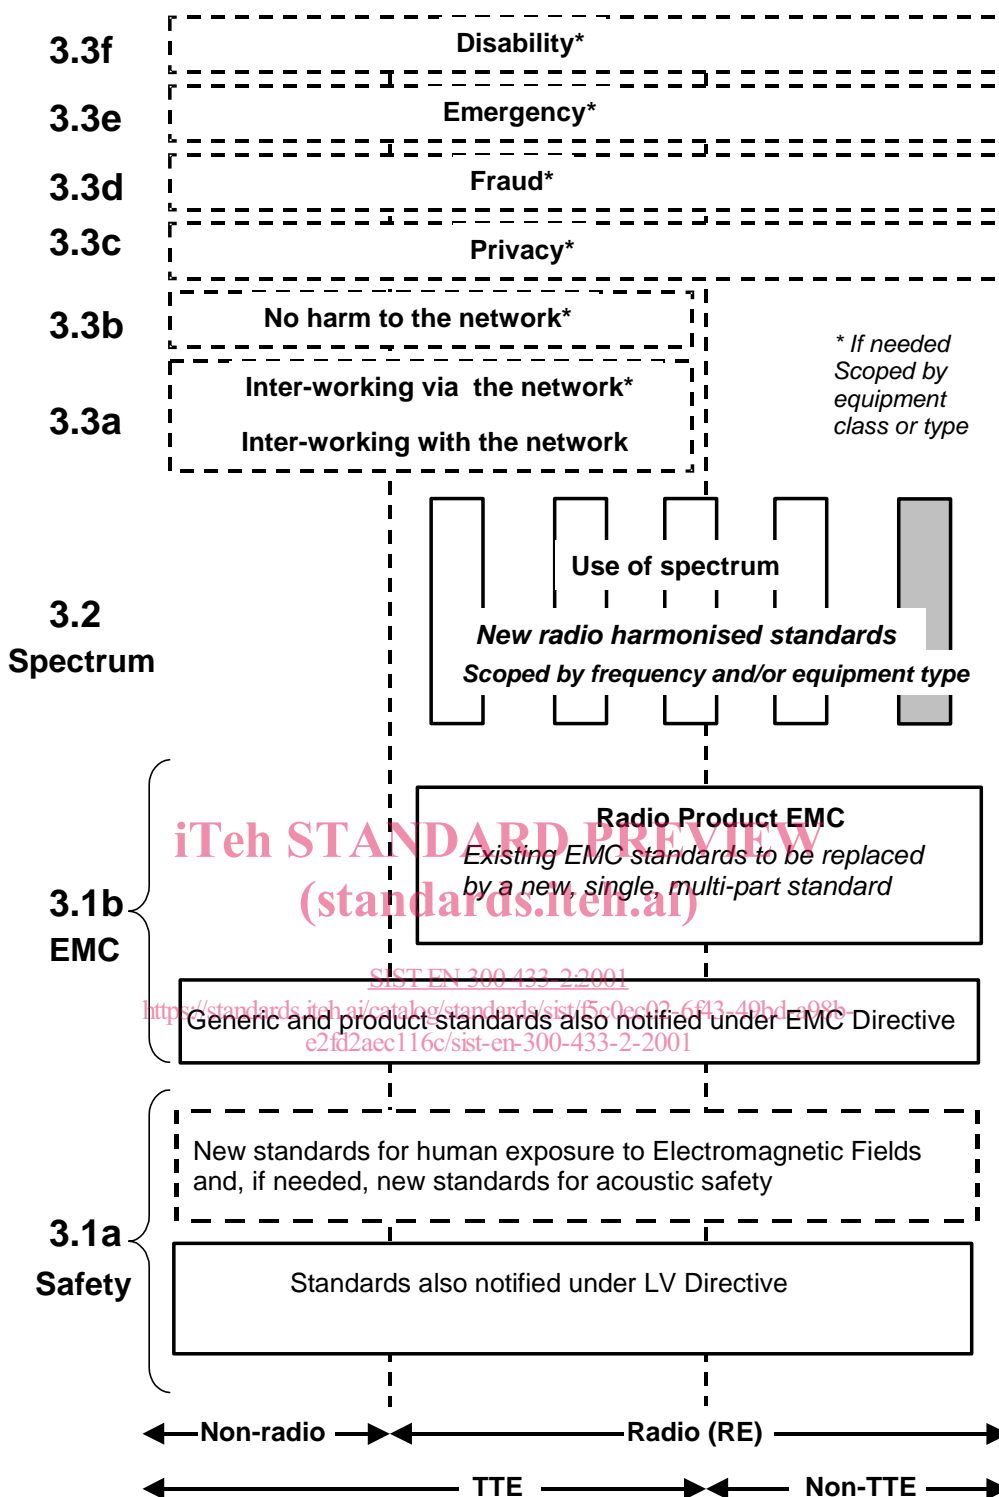 3.3f
Disability*
3.3e
Emergency*
3.3d
Fraud*
3.3c
Privacy*
3.3b
No harm to the network*
* If needed
Scoped by
equipment
class or type
3.3a
Inter-working via the network*
Inter-working with the network
Use of spectrum
3.2
Spectrum
New radio harmonised standards
Scoped by frequency and/or equipment type
Radio Product EMC
Existing EMC standards to be replaced
by a new, single, multi-part standard
iTeh STANDARD PREVIEW
(standards.iteh.ai)
3.1b
EMC
SIST EN 300 433-2:2001
https://standards.iteh.ai/catalog/standards/sist/f5c0ec02-6f43-49bd-a98b-
e2fd2aec116c/sist-en-300-433-2-2001
Generic and product standards also notified under EMC Directive
New standards for human exposure to Electromagnetic Fields
and, if needed, new standards for acoustic safety
3.1a
Safety
Standards also notified under LV Directive
Non-radio
Radio (RE)
TTE
Non-TTE